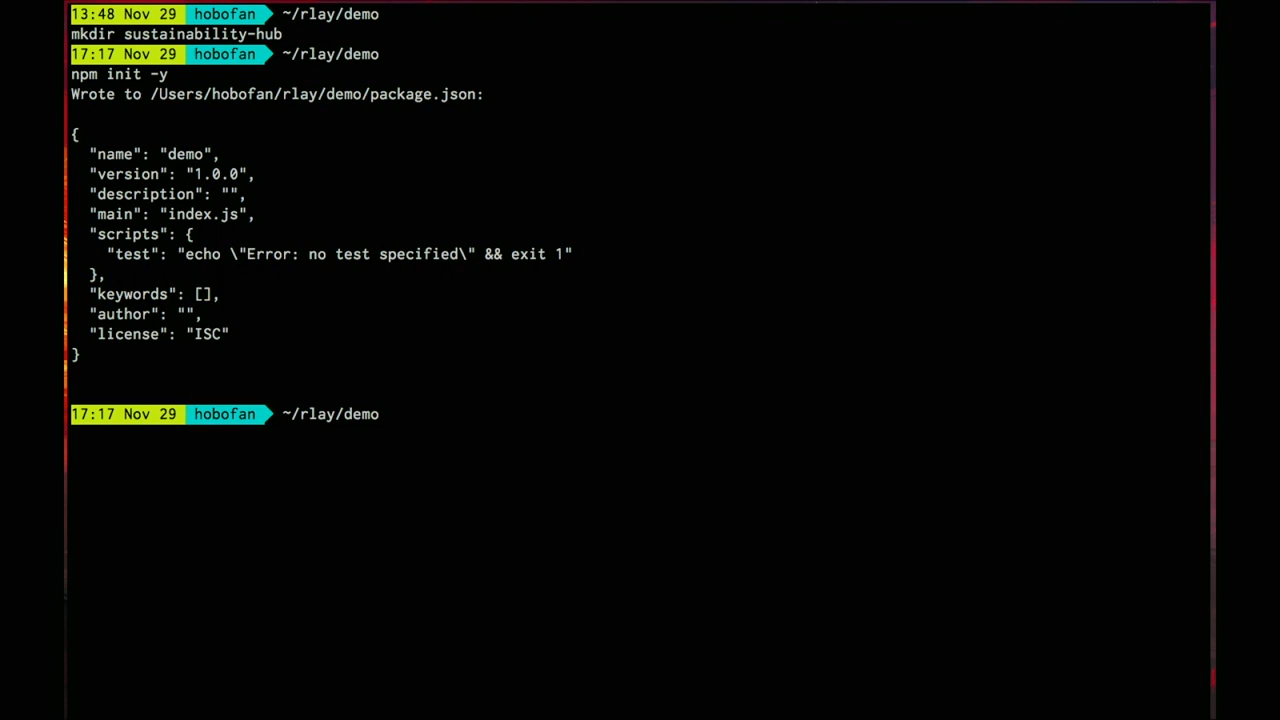 13:48 Nov 29 hobofan ~/rlay/demo
mkdir sustainability-hub
17:17 Nov 29 hobofan ~/rlay/demo
npm init -y
Wrote to /Users/hobofan/rlay/demo/package.json:
{
  "name": "demo",
  "version": "1.0.0",
  "description": "",
  "main": "index.js",
  "scripts": {
    "test": "echo \"Error: no test specified\" && exit 1"
  },
  "keywords": [],
  "author": "",
  "license": "ISC"
}
17:17 Nov 29 hobofan ~/rlay/demo